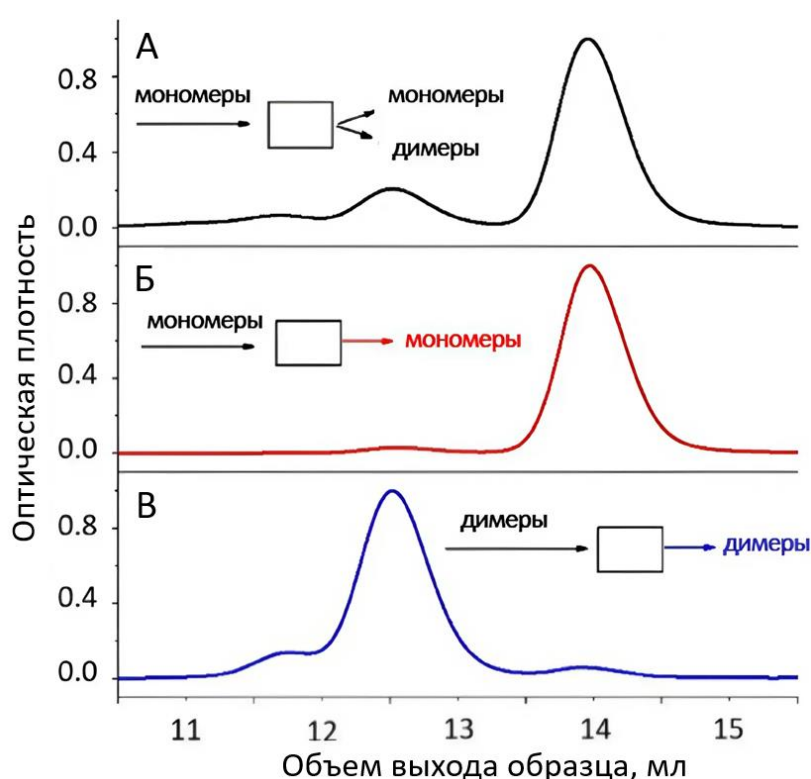 А
0.8
мономеры
мономеры
димеры
0.4
0.0
Б
0.8
мономеры
мономеры
0.4
0.0
В
димеры
димеры
0.8
0.4
0.0
Оптическая плотность
11 12 13 14 15
Объем выхода образца, мл